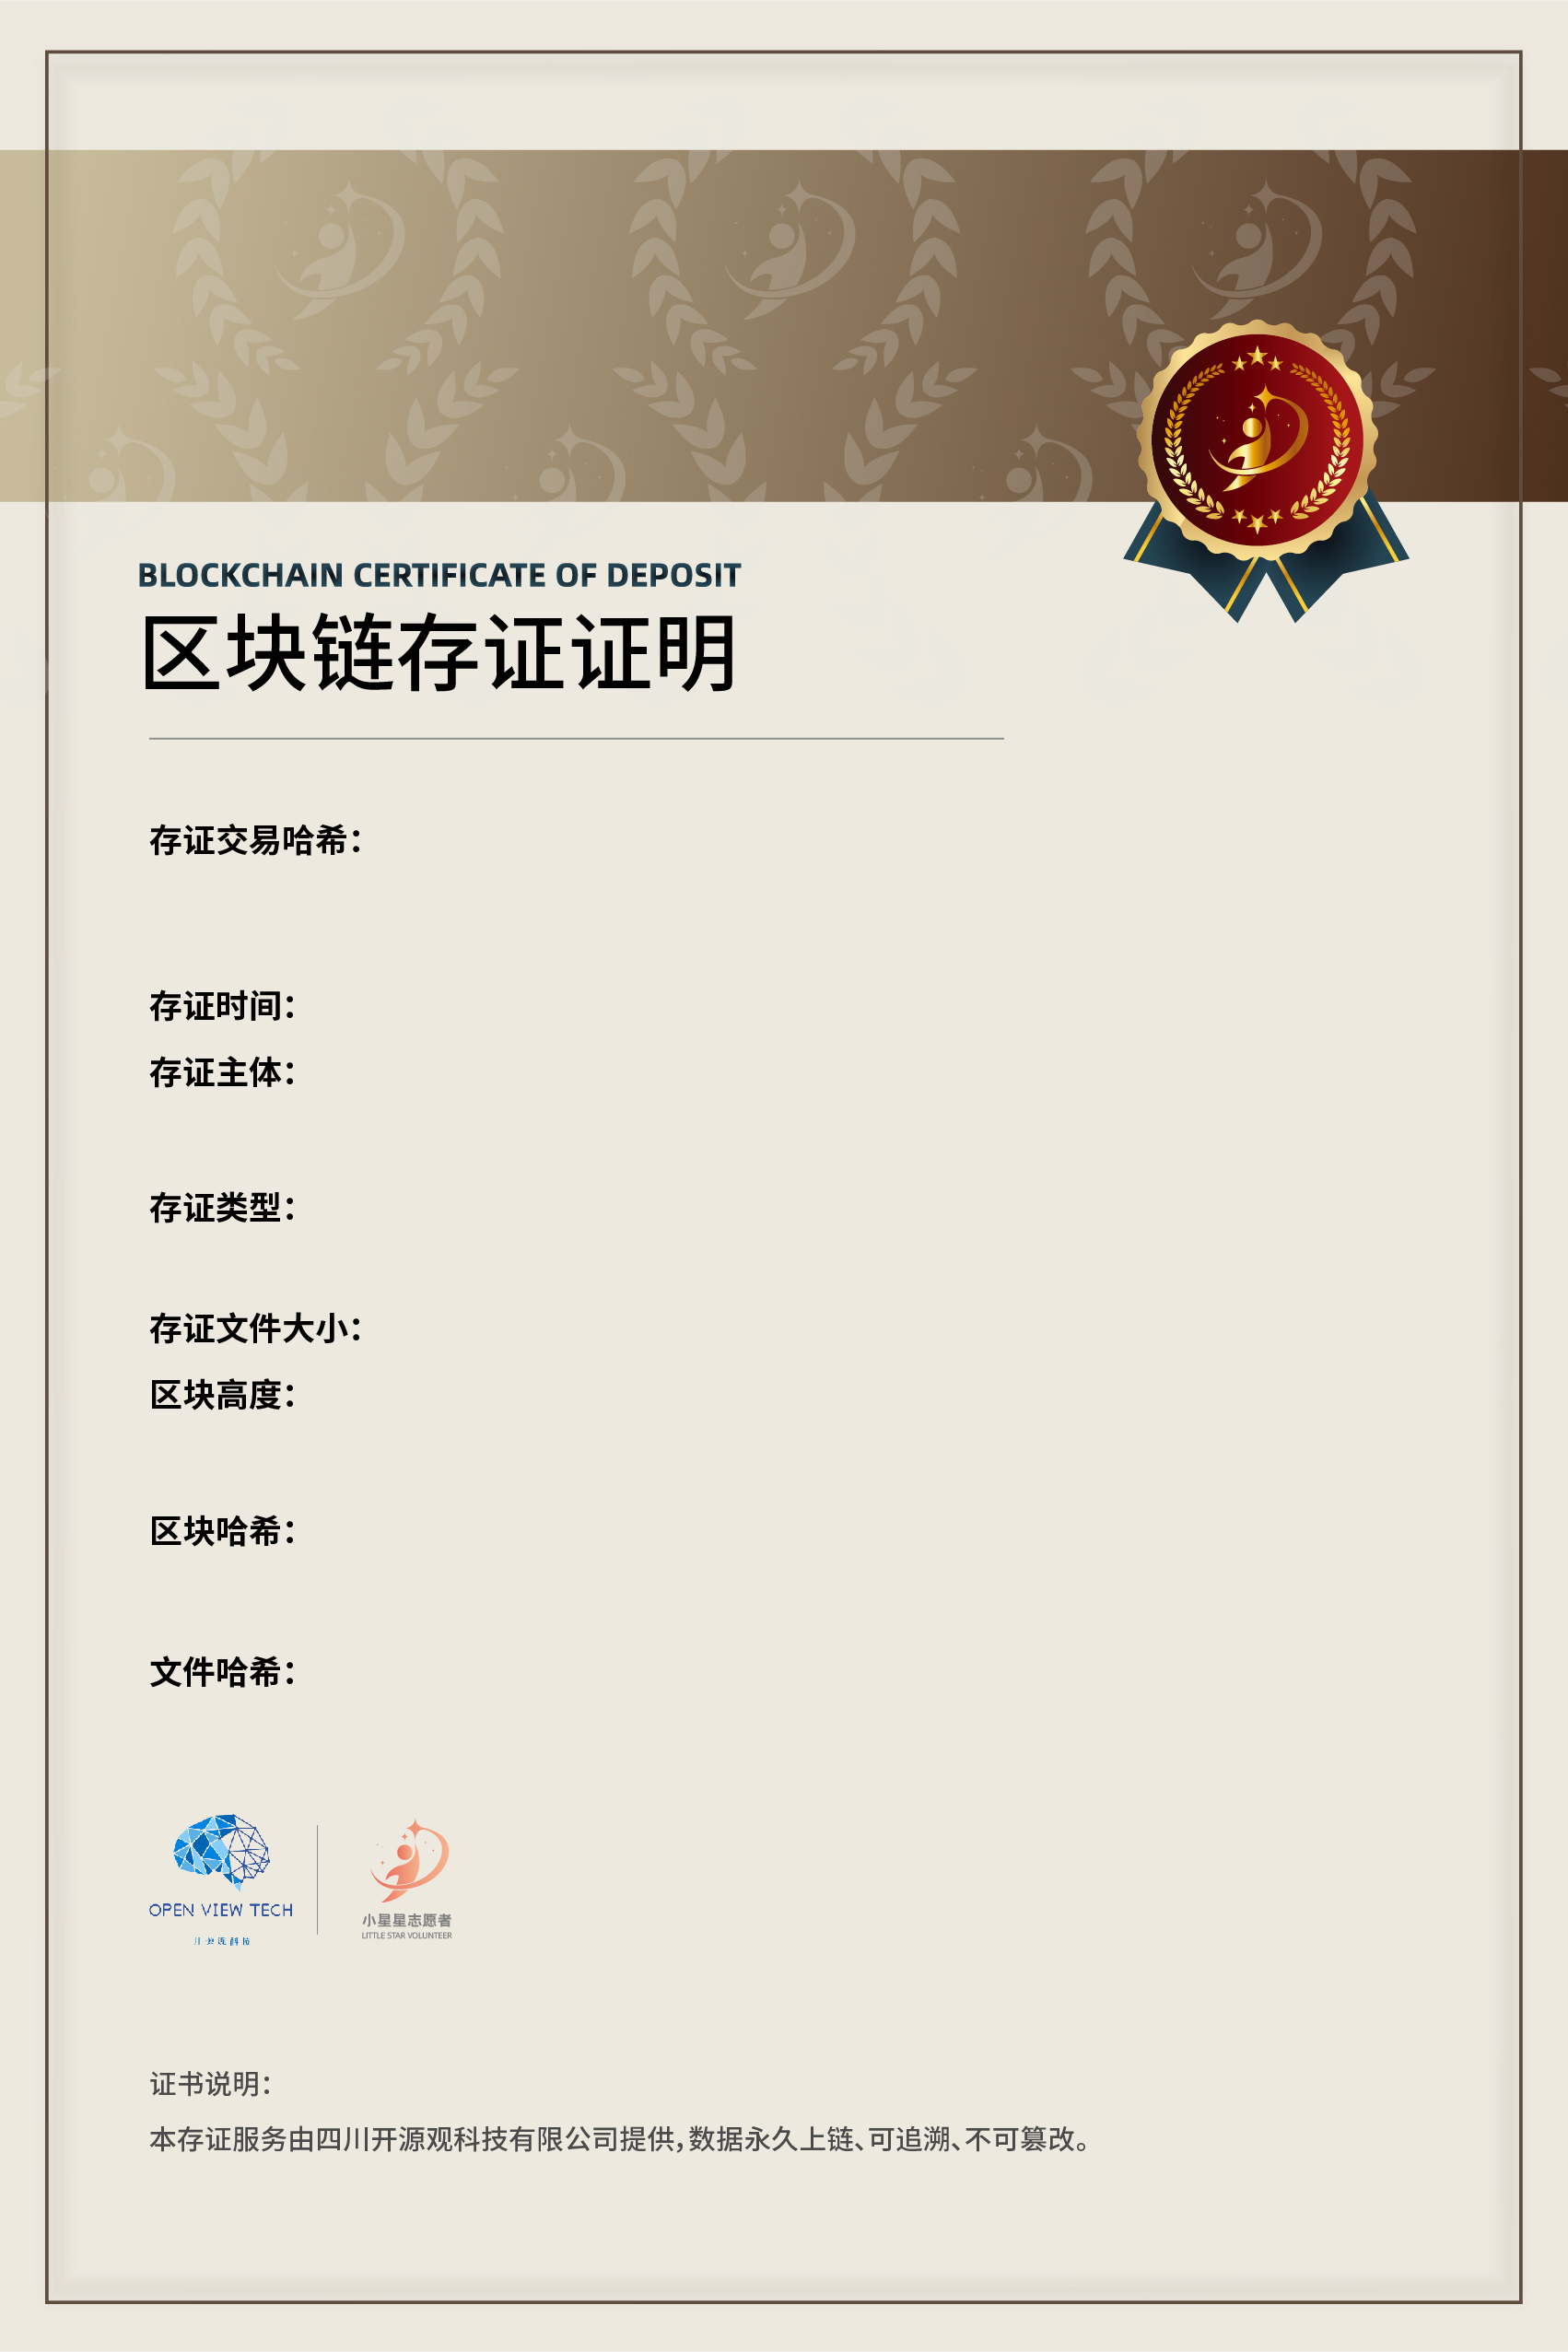 BLOCKCHAIN CERTIFICATE OF DEPOSIT
区块链存证证明
存证交易哈希：
存证时间：
存证主体：
存证类型：
存证文件大小：
区块高度：
区块哈希：
文件哈希：
OPEN VIEW TECH
小星星志愿者
LITTLE STAR VOLUNTEER
证书说明：
本存证服务由四川开源观科技有限公司提供，数据永久上链、可追溯、不可篡改。